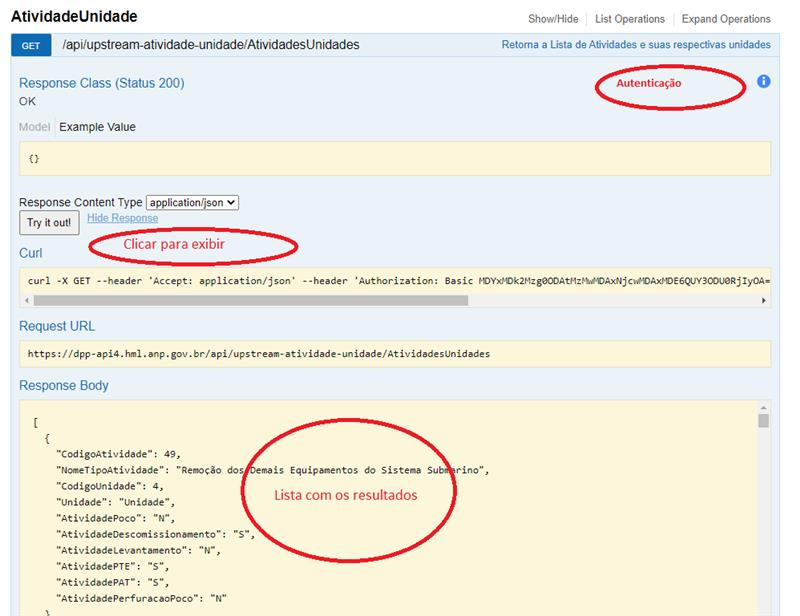 AtividadeUnidade
Show/Hide List Operations Expand Operations
GET /api/upstream-atividade-unidade/AtividadesUnidades Retorna a Lista de Atividades e suas respectivas unidades
Response Class (Status 200)
Autenticação
OK
Model Example Value
{}
Response Content Type application/json
Try it out! Hide Response
Clicar para exibir
Curl
curl -X GET --header 'Accept: application/json' --header 'Authorization: Basic MDYxMDk2Mzg0ODAtMzMwMDAxNjcwMDAxMDE6QUY3ODU0RjIyOA=
Request URL
https://dpp-api4.hml.anp.gov.br/api/upstream-atividade-unidade/AtividadesUnidades
Response Body
[
{
"CodigoAtividade": 49,
"NomeTipoAtividade": "Remoção dos Demais Equipamentos do Sistema Submarino",
"CodigoUnidade": 4,
"Unidade": "Unidade",
Lista com os resultados
"AtividadePoco": "N",
"AtividadeDescomissionamento": "S",
"AtividadeLevantamento": "N",
"AtividadePTE": "S",
"AtividadePAT": "S",
"AtividadePerfuracaoPoco": "N"
}